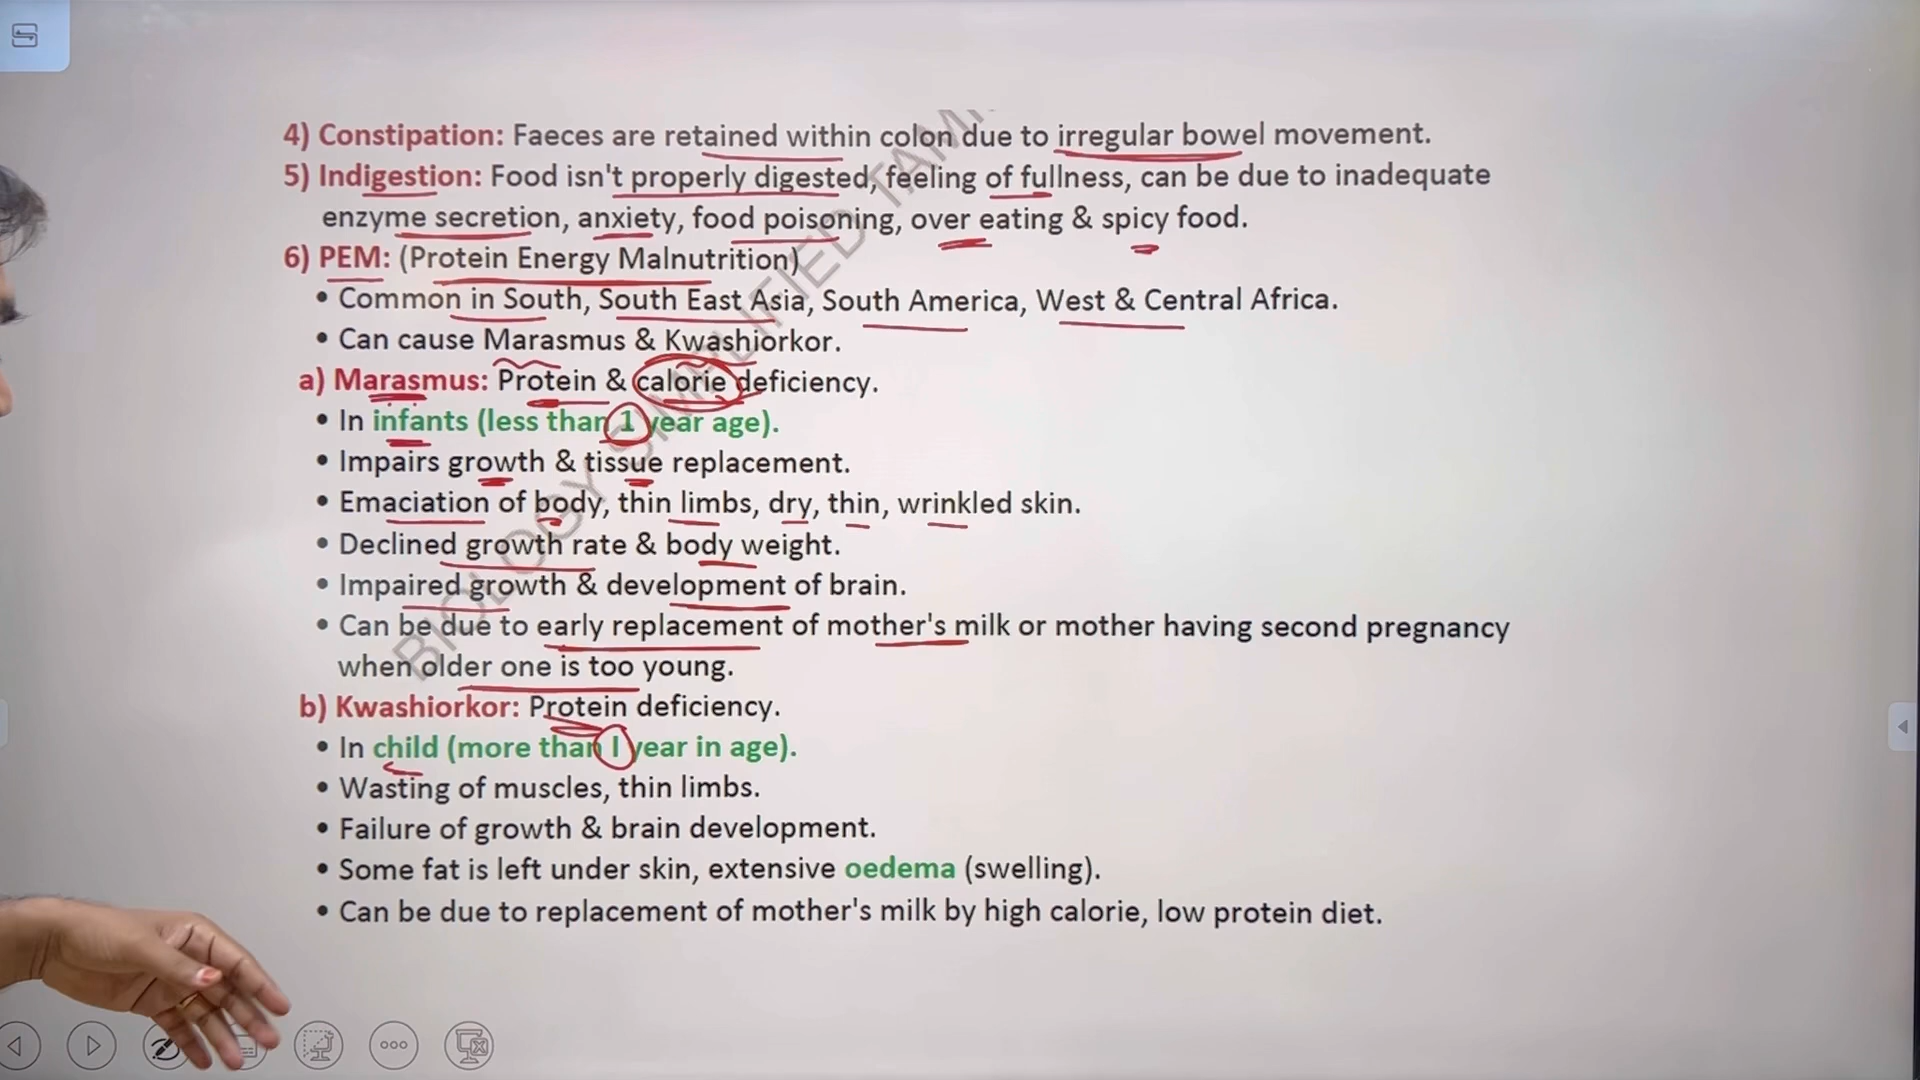 4) Constipation: Faeces are retained within colon due to irregular bowel movement.
5) Indigestion: Food isn't properly digested, feeling of fullness, can be due to inadequate
enzyme secretion, anxiety, food poisoning, over eating & spicy food.
6) PEM: (Protein Energy Malnutrition)
• Common in South, South East Asia, South America, West & Central Africa.
• Can cause Marasmus & Kwashiorkor.
a) Marasmus: Protein & calorie deficiency.
• In infants (less than 1 year age).
• Impairs growth & tissue replacement.
• Emaciation of body, thin limbs, dry, thin, wrinkled skin.
• Declined growth rate & body weight.
• Impaired growth & development of brain.
• Can be due to early replacement of mother's milk or mother having second pregnancy
when older one is too young.
b) Kwashiorkor: Protein deficiency.
• In child (more than I year in age).
• Wasting of muscles, thin limbs.
• Failure of growth & brain development.
• Some fat is left under skin, extensive oedema (swelling).
• Can be due to replacement of mother's milk by high calorie, low protein diet.
BIOLOGY SIMPLIFIED TAMI